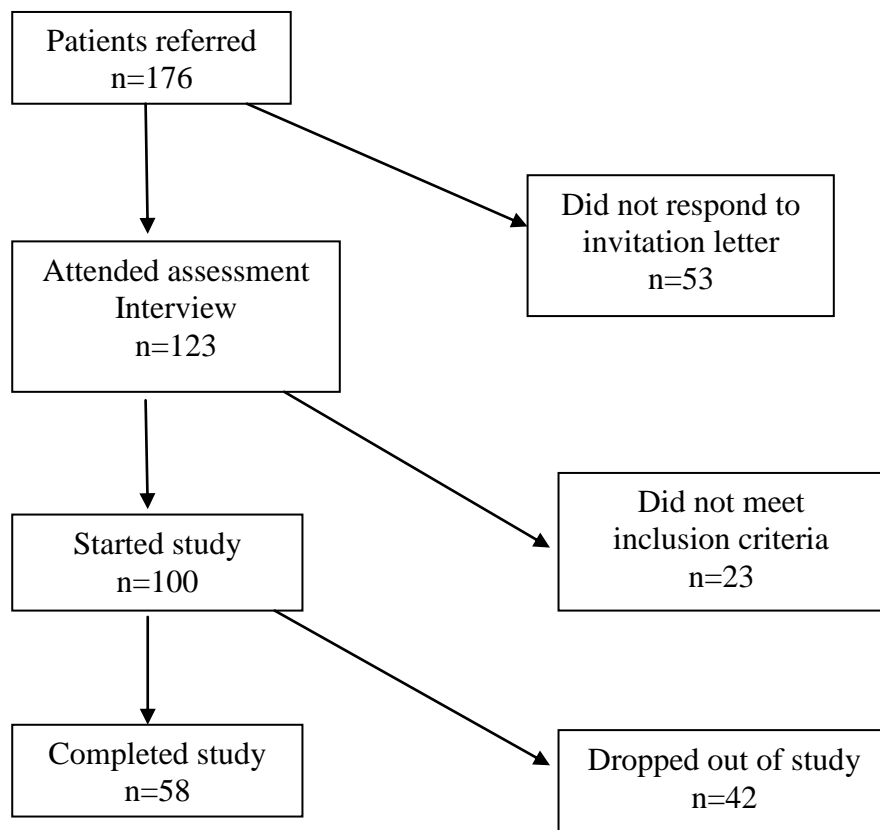 Patients referred
n=176
Did not respond to
invitation letter
n=53
Attended assessment
Interview
n=123
Did not meet
inclusion criteria
n=23
Started study
n=100
Completed study
n=58
Dropped out of study
n=42